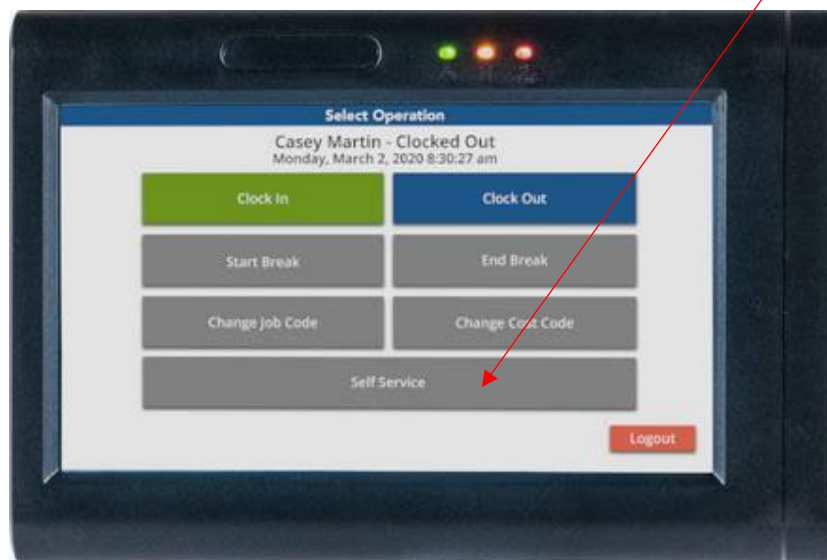 Select Operation
Casey Martin - Clocked Out
Monday, March 2, 2020 8:30:27 am
Clock In
Clock Out
Start Break
End Break
Change Job Code
Change Cost Code
Self Service
Logout